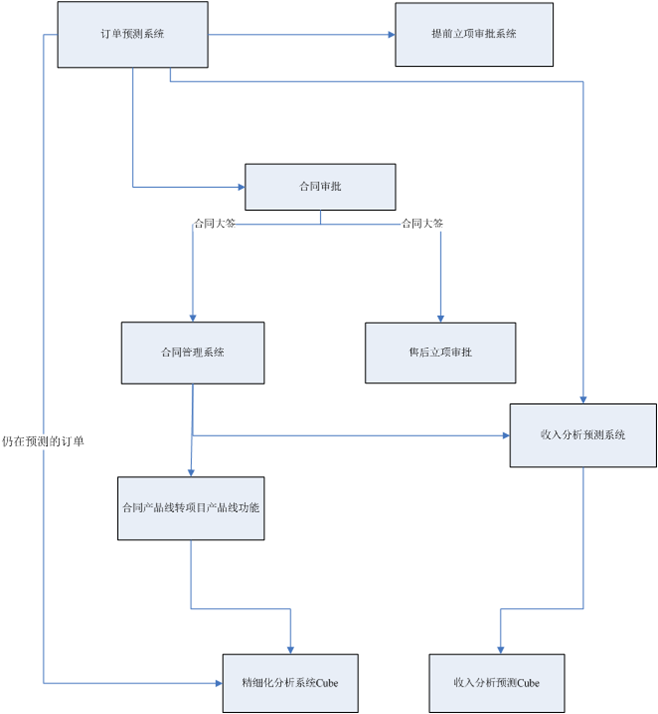 订单预测系统
提前立项审批系统
合同审批
合同大签
合同大签
合同管理系统
售后立项审批
收入分析预测系统
仍在预测的订单
合同产品线转项目产品线功能
精细化分析系统Cube
收入分析预测Cube